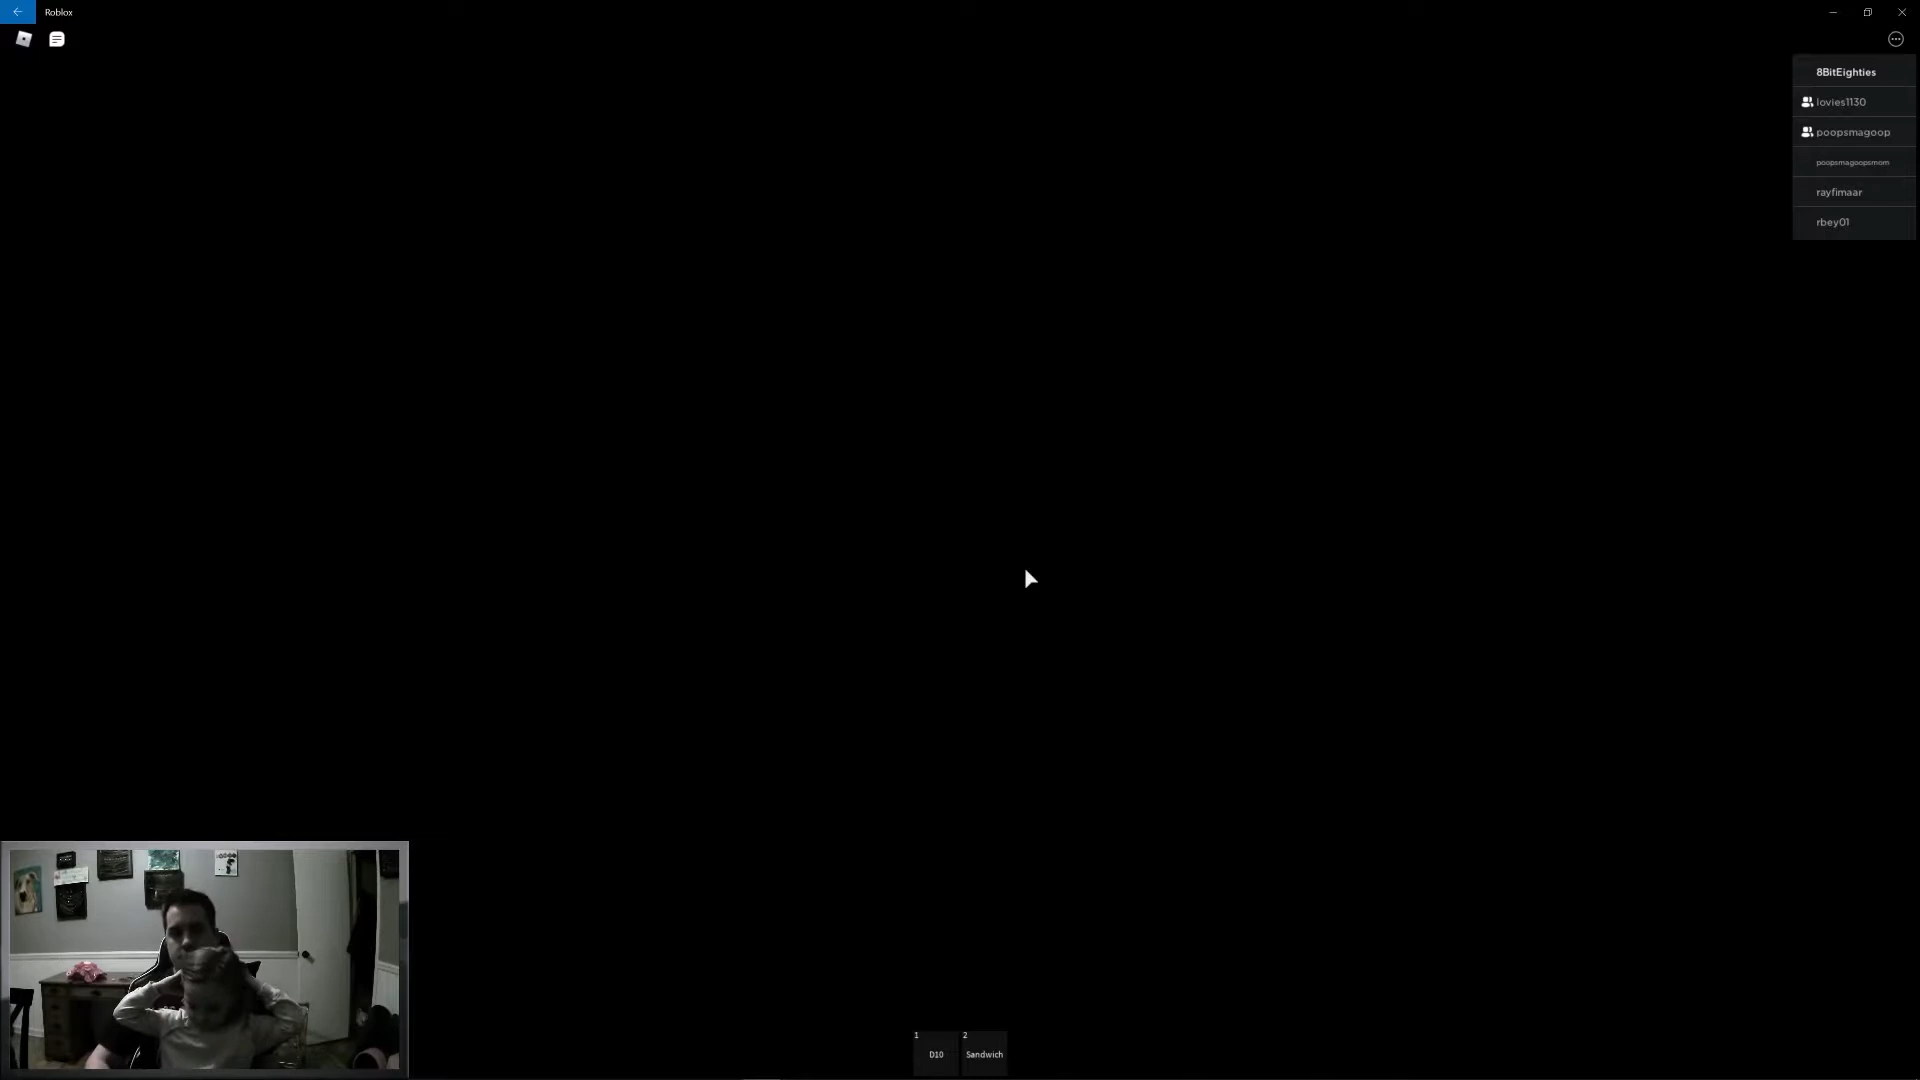 Roblox
8BitEighties
lovies1130
poopsmagoop
poopsmagoopsmom
rayfimaar
rbey01
1
2
D10
Sandwich